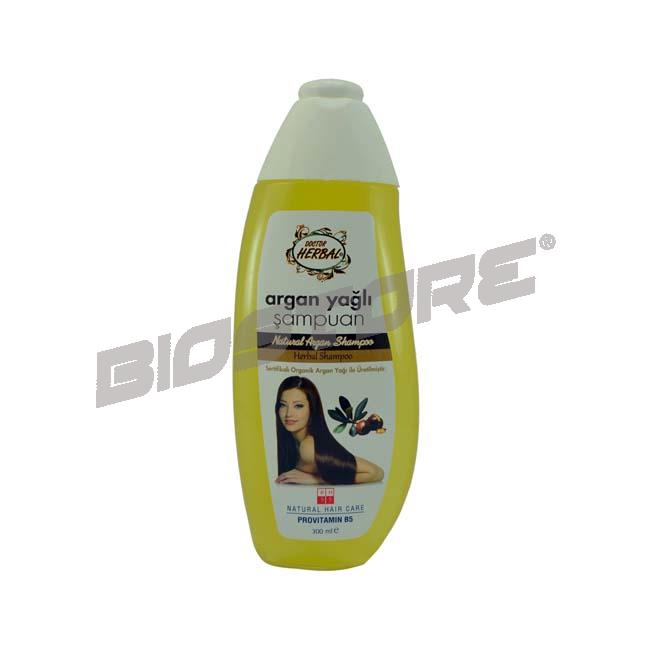 DOCTOR
HERBAL
argan yağlı
şampuan
Natural Argan Shampoo
Herbal Shampoo
Sertifikalı Organik Argan Yağı ile Üretilmiştir.
NATURAL HAIR CARE
PROVITAMIN B5
300 ml e
BIOSTORE®